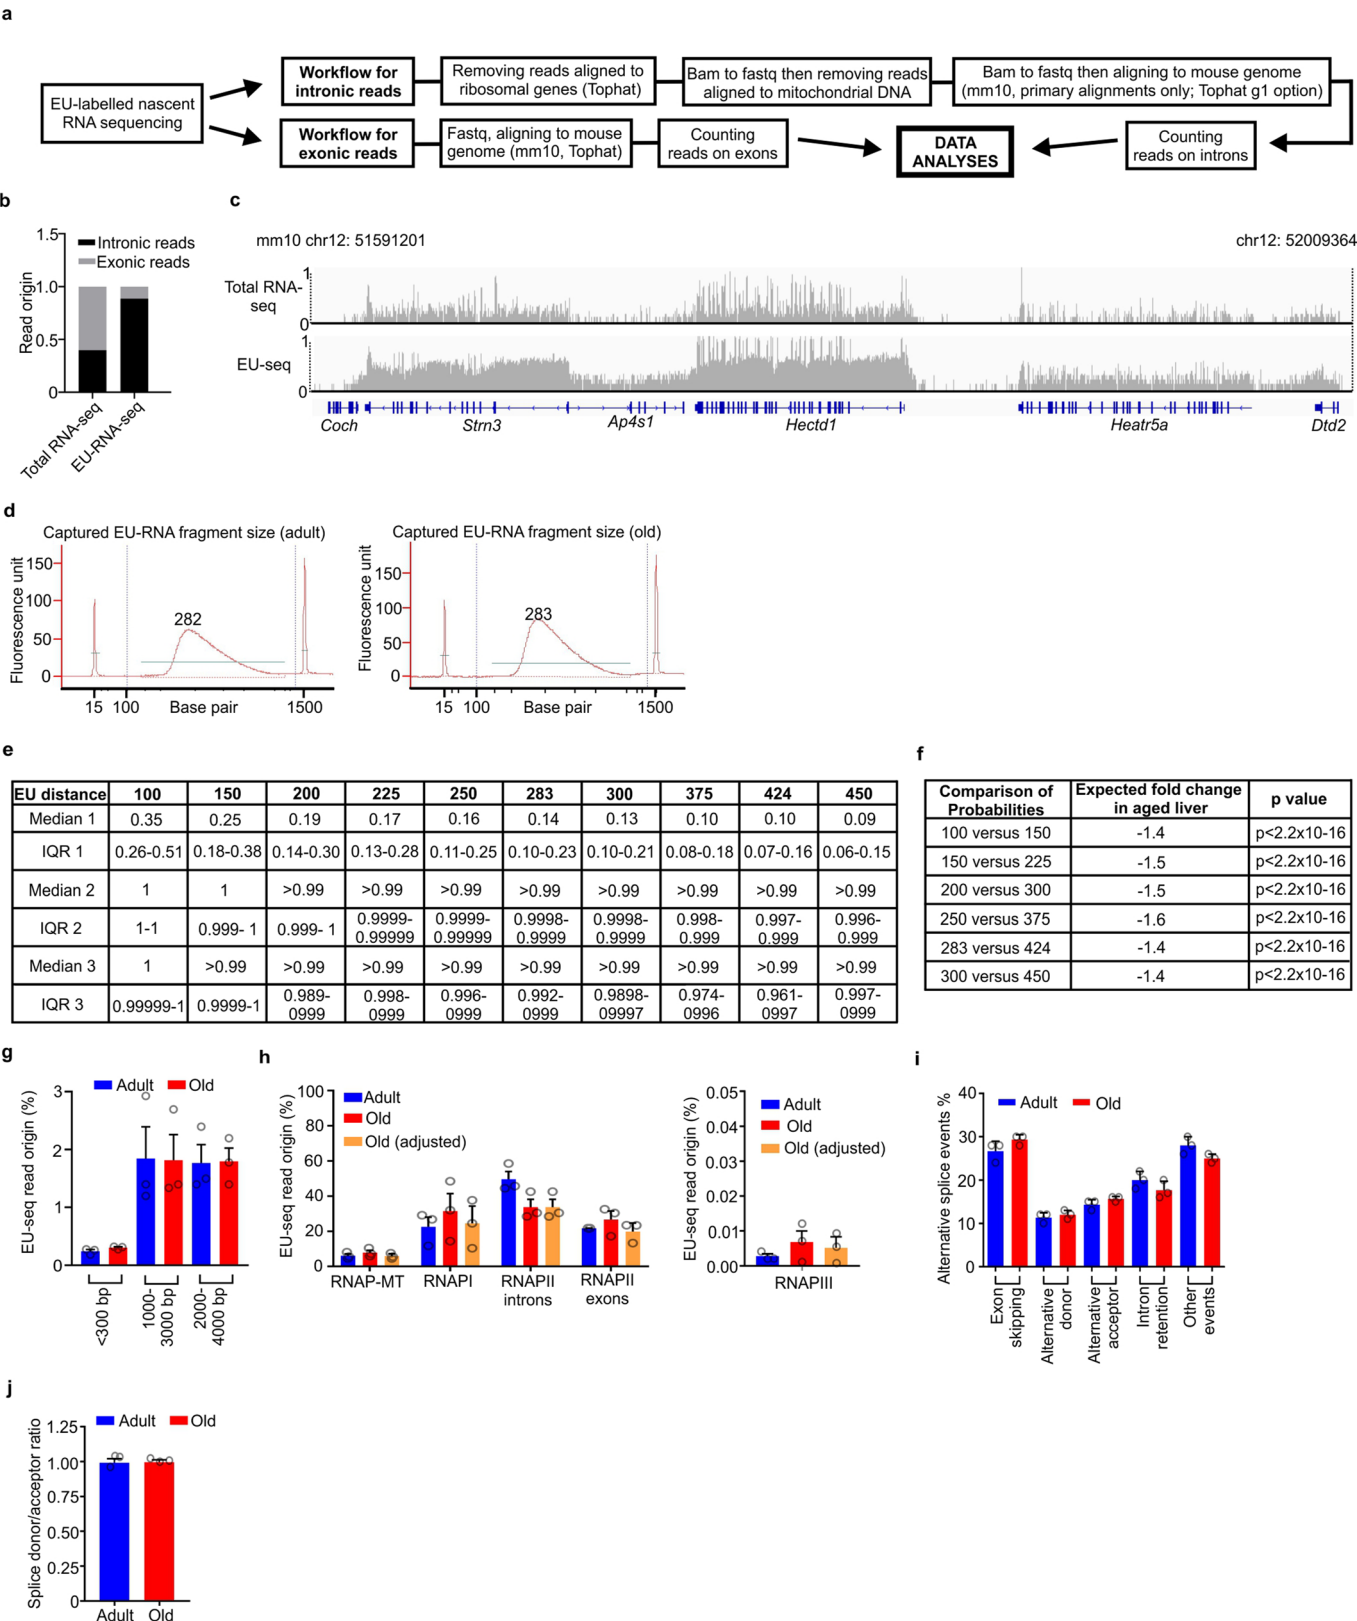 a
EU-labelled nascent
RNA sequencing
Workflow for
intronic reads
Removing reads aligned to
ribosomal genes (Tophat)
Bam to fastq then removing reads
aligned to mitochondrial DNA
Bam to fastq then aligning to mouse genome
(mm10, primary alignments only; Tophat g1 option)
Workflow for
exonic reads
Fastq, aligning to mouse
genome (mm10, Tophat)
Counting
reads on exons
DATA
ANALYSES
Counting
reads on introns
b
1.5
1.0
0.5
0
Read origin
Intronic reads
Exonic reads
Total RNA-seq
EU-RNA-seq
c
mm10 chr12: 51591201
chr12: 52009364
Total RNA-
seq
1
0
EU-seq
1
0
Coch
Strn3
Ap4s1
Hectd1
Heatr5a
Dtd2
d
Captured EU-RNA fragment size (adult)
Fluorescence unit
150
100
50
0
282
15 100 Base pair 1500
Captured EU-RNA fragment size (old)
Fluorescence unit
150
100
50
0
283
15 100 Base pair 1500
e
EU distance 100 150 200 225 250 283 300 375 424 450
Median 1 0.35 0.25 0.19 0.17 0.16 0.14 0.13 0.10 0.10 0.09
IQR 1 0.26-0.51 0.18-0.38 0.14-0.30 0.13-0.28 0.11-0.25 0.10-0.23 0.10-0.21 0.08-0.18 0.07-0.16 0.06-0.15
Median 2 1 1 >0.99 >0.99 >0.99 >0.99 >0.99 >0.99 >0.99 >0.99
IQR 2 1-1 0.999- 1 0.999- 1 0.9999- 0.9999- 0.9998- 0.9998- 0.998- 0.997- 0.996-
0.99999 0.99999 0.9999 0.9999 0.999 0.999 0.999
Median 3 1 >0.99 >0.99 >0.99 >0.99 >0.99 >0.99 >0.99 >0.99 >0.99
IQR 3 0.99999-1 0.9999-1 0.989- 0.998- 0.996- 0.992- 0.9898- 0.974- 0.961- 0.997-
0999 0999 0999 0999 09997 0996 0997 0999
f
Comparison of
Probabilities
Expected fold change
in aged liver
p value
100 versus 150 -1.4 p<2.2x10-16
150 versus 225 -1.5 p<2.2x10-16
200 versus 300 -1.5 p<2.2x10-16
250 versus 375 -1.6 p<2.2x10-16
283 versus 424 -1.4 p<2.2x10-16
300 versus 450 -1.4 p<2.2x10-16
g
Adult Old
EU-seq read origin (%)
3
2
1
0
<300 bp
1000-
3000 bp
2000-
4000 bp
h
EU-seq read origin (%)
100
80
60
40
20
0
Adult
Old
Old (adjusted)
RNAP-MT
RNAPI
RNAPII
introns
RNAPII
exons
EU-seq read origin (%)
0.05
0.04
0.03
0.02
0.01
0.00
Adult
Old
Old (adjusted)
RNAPIII
i
Alternative splice events %
40
30
20
10
0
Adult Old
Exon
skipping
Alternative
donor
Alternative
acceptor
Intron
retention
Other
events
j
Adult Old
Splice donor/acceptor ratio
1.25
1.00
0.75
0.50
0.25
0
Adult Old